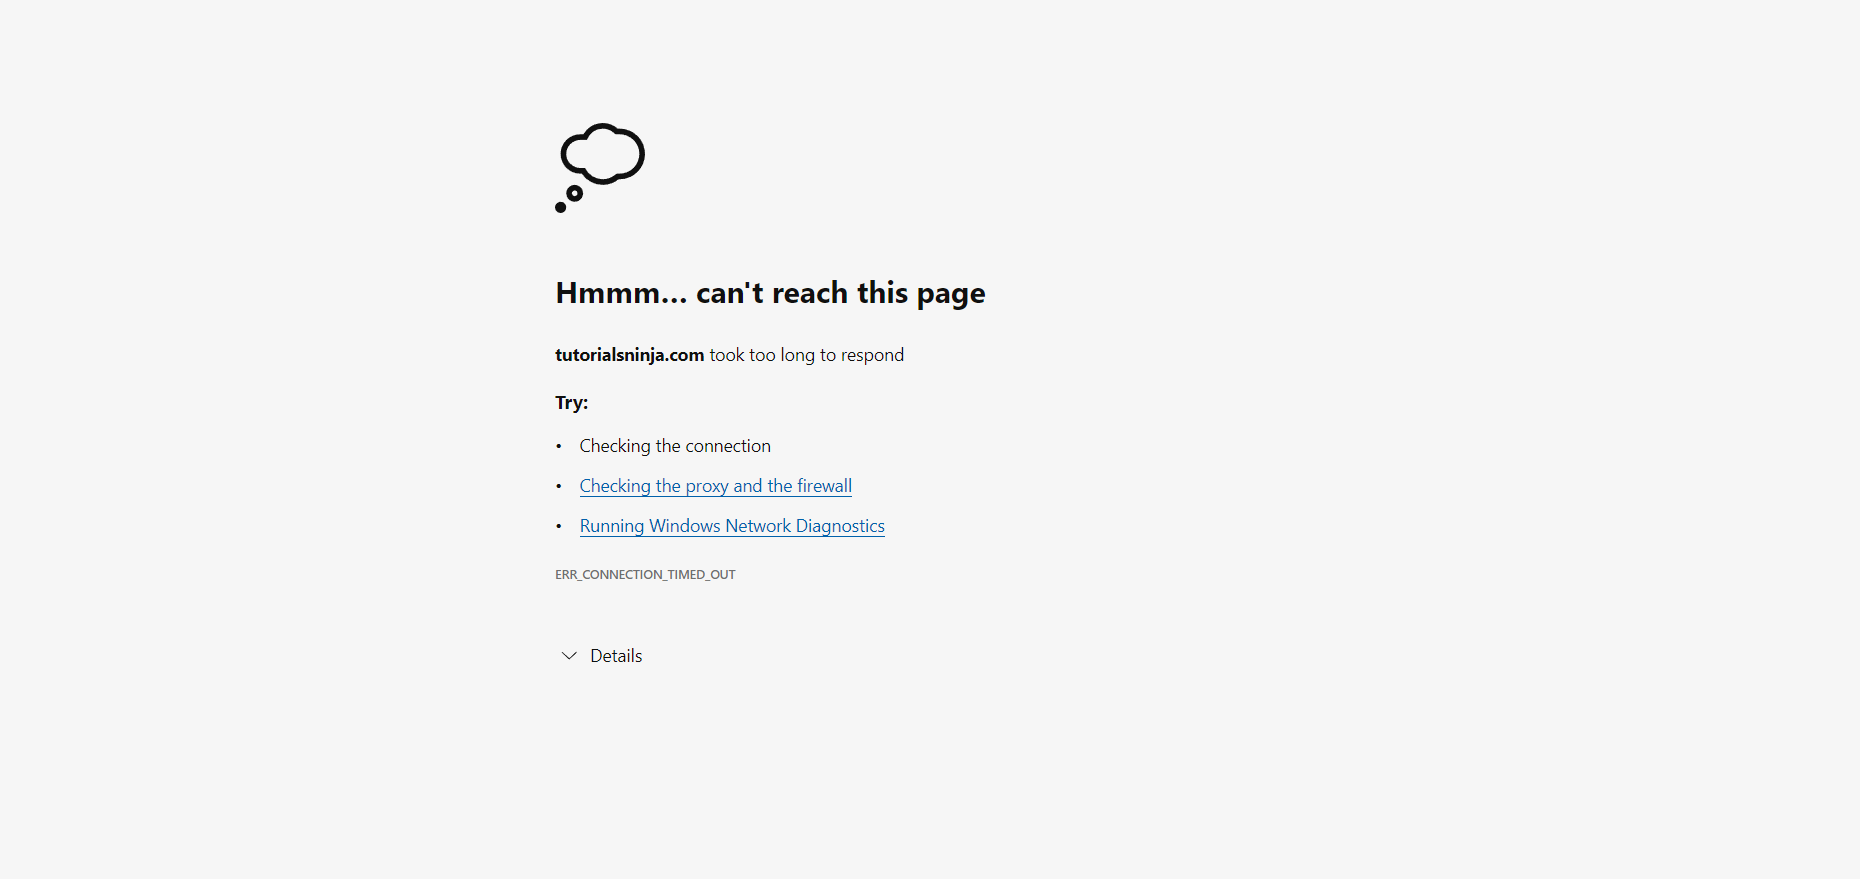 Hmmm… can't reach this page
tutorialsninja.com took too long to respond
Try:
• Checking the connection
• Checking the proxy and the firewall
• Running Windows Network Diagnostics
ERR_CONNECTION_TIMED_OUT
Details